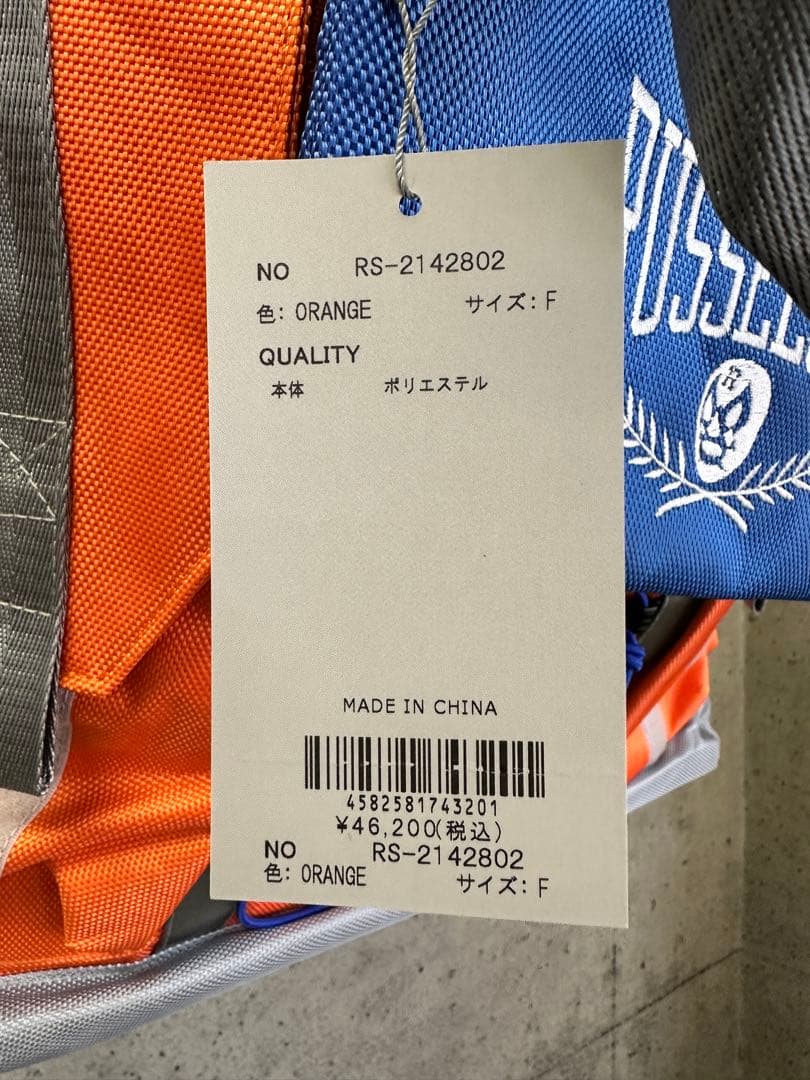 NO RS-2142802
色: ORANGE サイズ: F
QUALITY
本体 ポリエステル
MADE IN CHINA
4582581743201
¥46,200(税込)
NO RS-2142802
色: ORANGE サイズ: F